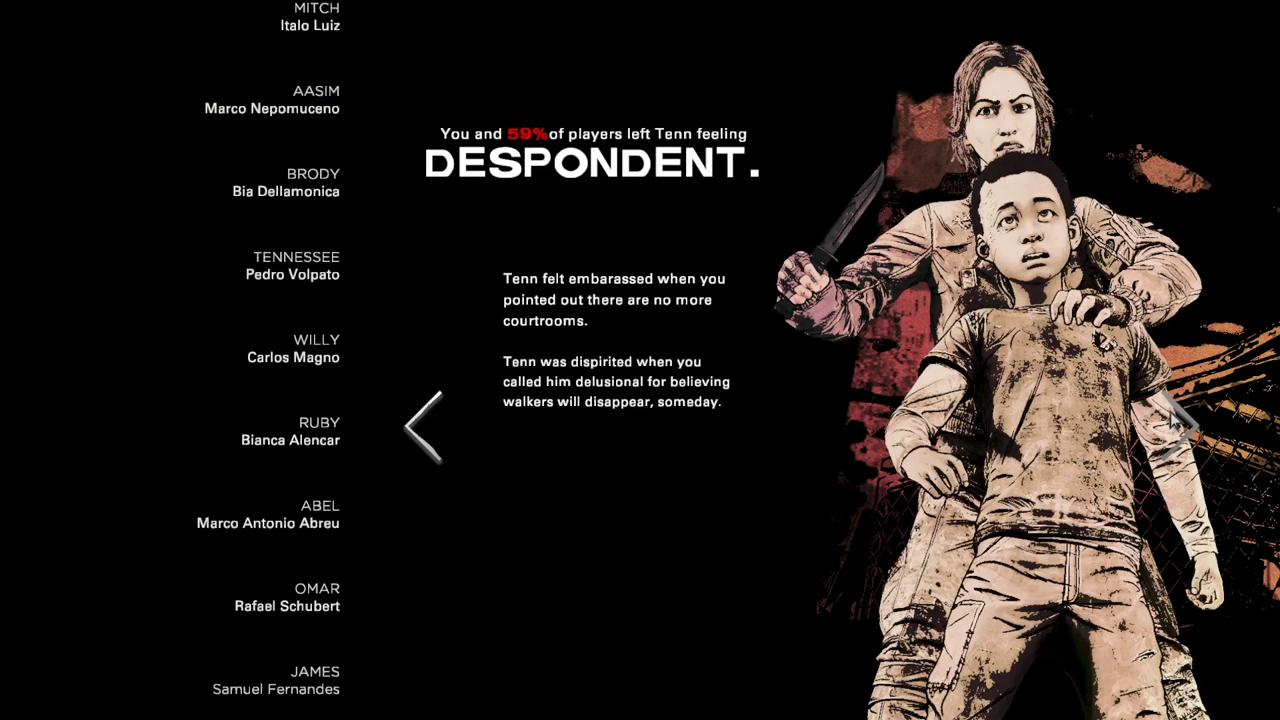 MITCH
Italo Luiz
AASIM
Marco Nepomuceno
BRODY
Bia Dellamonica
TENNESSEE
Pedro Volpato
WILLY
Carlos Magno
RUBY
Bianca Alencar
ABEL
Marco Antonio Abreu
OMAR
Rafael Schubert
JAMES
Samuel Fernandes
You and 59%of players left Tenn feeling
DESPONDENT.
Tenn felt embarassed when you
pointed out there are no more
courtrooms.
Tenn was dispirited when you
called him delusional for believing
walkers will disappear, someday.